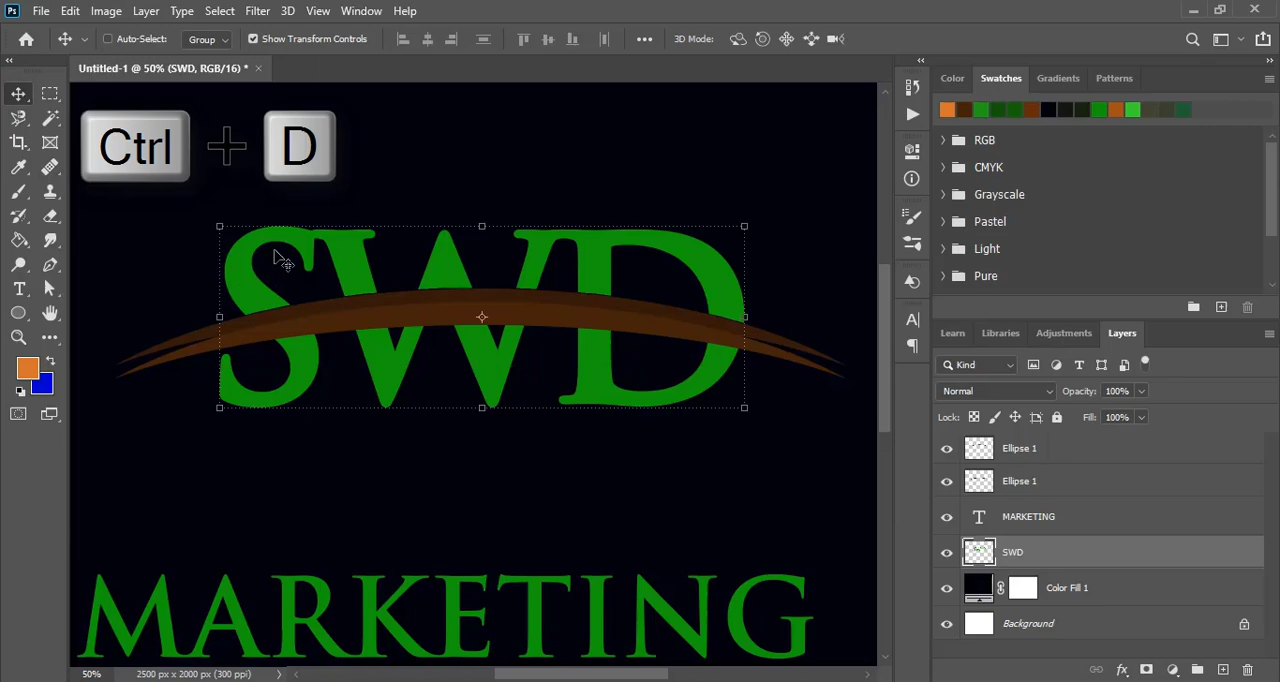 Ps File Edit Image Layer Type Select Filter 3D View Window Help
Auto-Select: Group Show Transform Controls 3D Mode:
Untitled-1 @ 50% (SWD, RGB/16) * ×
Color Swatches Gradients Patterns
Ctrl + D
RGB
CMYK
Grayscale
Pastel
Light
Pure
SWD
Learn Libraries Adjustments Layers
Kind
Normal Opacity: 100%
Lock: Fill: 100%
Ellipse 1
Ellipse 1
MARKETING
SWD
Color Fill 1
Background
MARKETING
50% 2500 px x 2000 px (300 ppi)